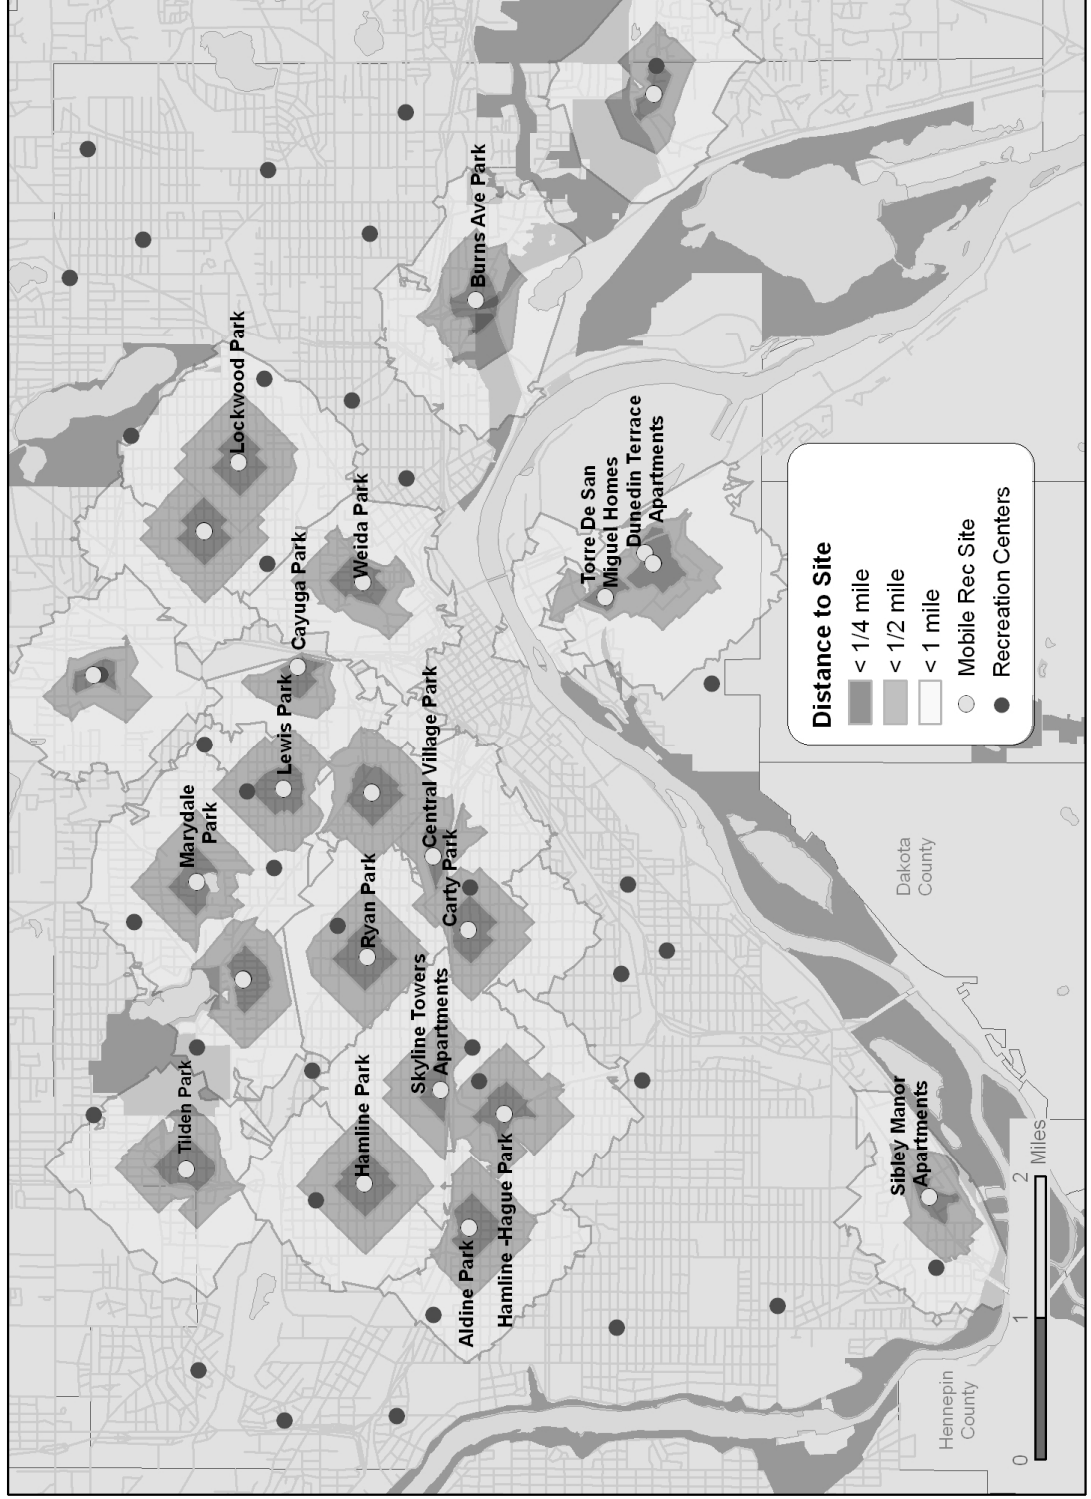 Burns Ave Park
Lockwood Park
Weida Park
Cayuga Park
Lewis Park
Marydale
Park
Central Village Park
Carty Park
Ryan Park
Skyline Towers
Apartments
Tilden Park
Hamline Park
Hamline -Hague Park
Aldine Park
Torre De San
Miguel Homes
Dunedin Terrace
Apartments
Sibley Manor
Apartments
Dakota
County
Hennepin
County
Distance to Site
< 1/4 mile
< 1/2 mile
< 1 mile
Mobile Rec Site
Recreation Centers
0 1 2
Miles